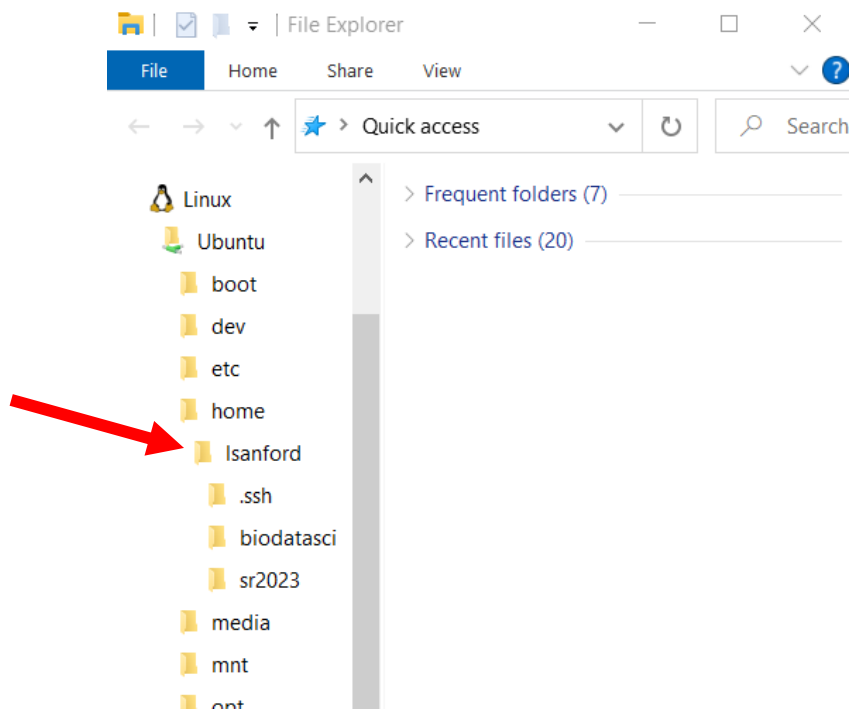 File Explorer
File Home Share View ?
Quick access Search
Linux
Ubuntu
boot
dev
etc
home
lsanford
.ssh
biodatasci
sr2023
media
mnt
opt
Frequent folders (7)
Recent files (20)